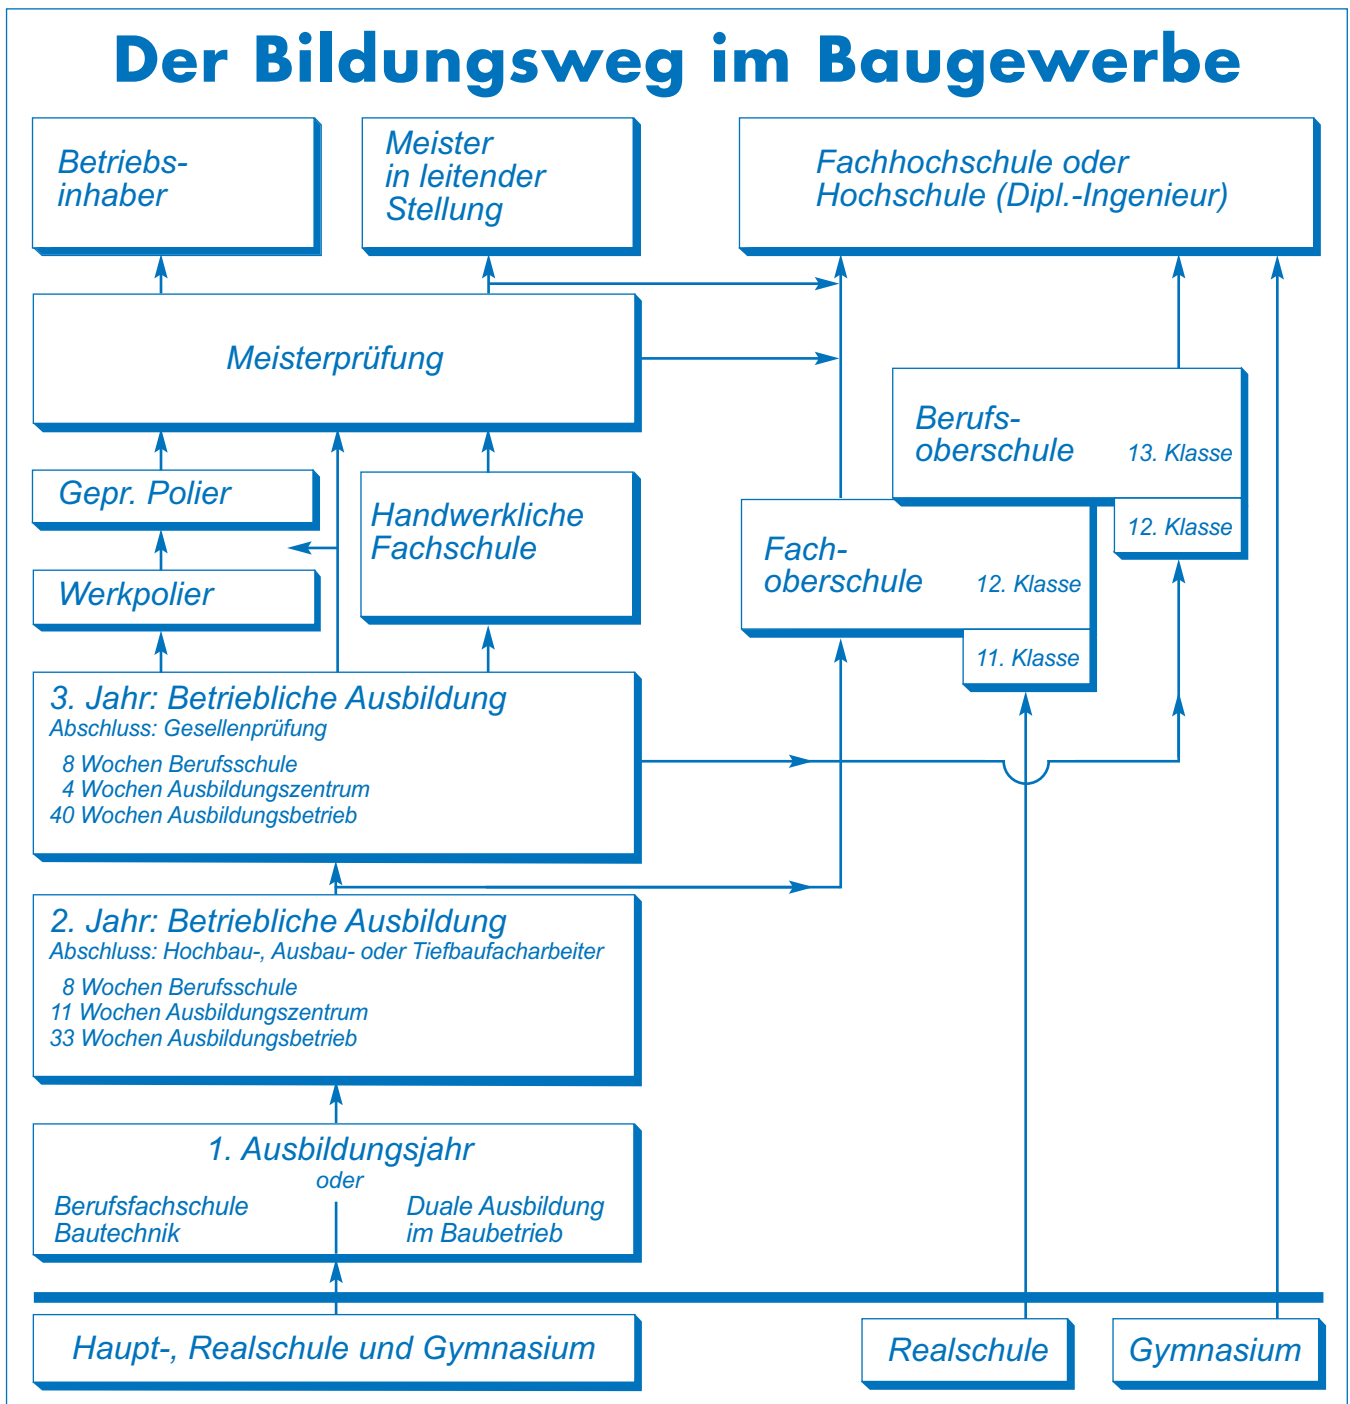 Der Bildungsweg im Baugewerbe
Betriebs-
inhaber
Meister
in leitender
Stellung
Fachhochschule oder
Hochschule (Dipl.-Ingenieur)
Meisterprüfung
Berufs-
oberschule
13. Klasse
12. Klasse
Gepr. Polier
Handwerkliche
Fachschule
Werkpolier
Fach-
oberschule
12. Klasse
11. Klasse
3. Jahr: Betriebliche Ausbildung
Abschluss: Gesellenprüfung
8 Wochen Berufsschule
4 Wochen Ausbildungszentrum
40 Wochen Ausbildungsbetrieb
2. Jahr: Betriebliche Ausbildung
Abschluss: Hochbau-, Ausbau- oder Tiefbaufacharbeiter
8 Wochen Berufsschule
11 Wochen Ausbildungszentrum
33 Wochen Ausbildungsbetrieb
1. Ausbildungsjahr
oder
Berufsfachschule
Bautechnik
Duale Ausbildung
im Baubetrieb
Haupt-, Realschule und Gymnasium
Realschule
Gymnasium